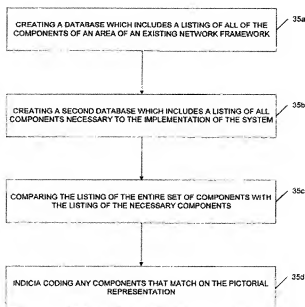 CREATING A DATABASE WHICH INCLUDES A LISTING OF ALL OF THE
COMPONENTS OF AN AREA OF AN EXISTING NETWORK FRAMEWORK
35a
CREATING A SECOND DATABASE WHICH INCLUDES A LISTING OF ALL
COMPONENTS NECESSARY TO THE IMPLEMENTATION OF THE SYSTEM
35b
COMPARING THE LISTING OF THE ENTIRE SET OF COMPONENTS WITH
THE LISTING OF THE NECESSARY COMPONENTS
35c
INDICIA CODING ANY COMPONENTS THAT MATCH ON THE PICTORIAL
REPRESENTATION
35d